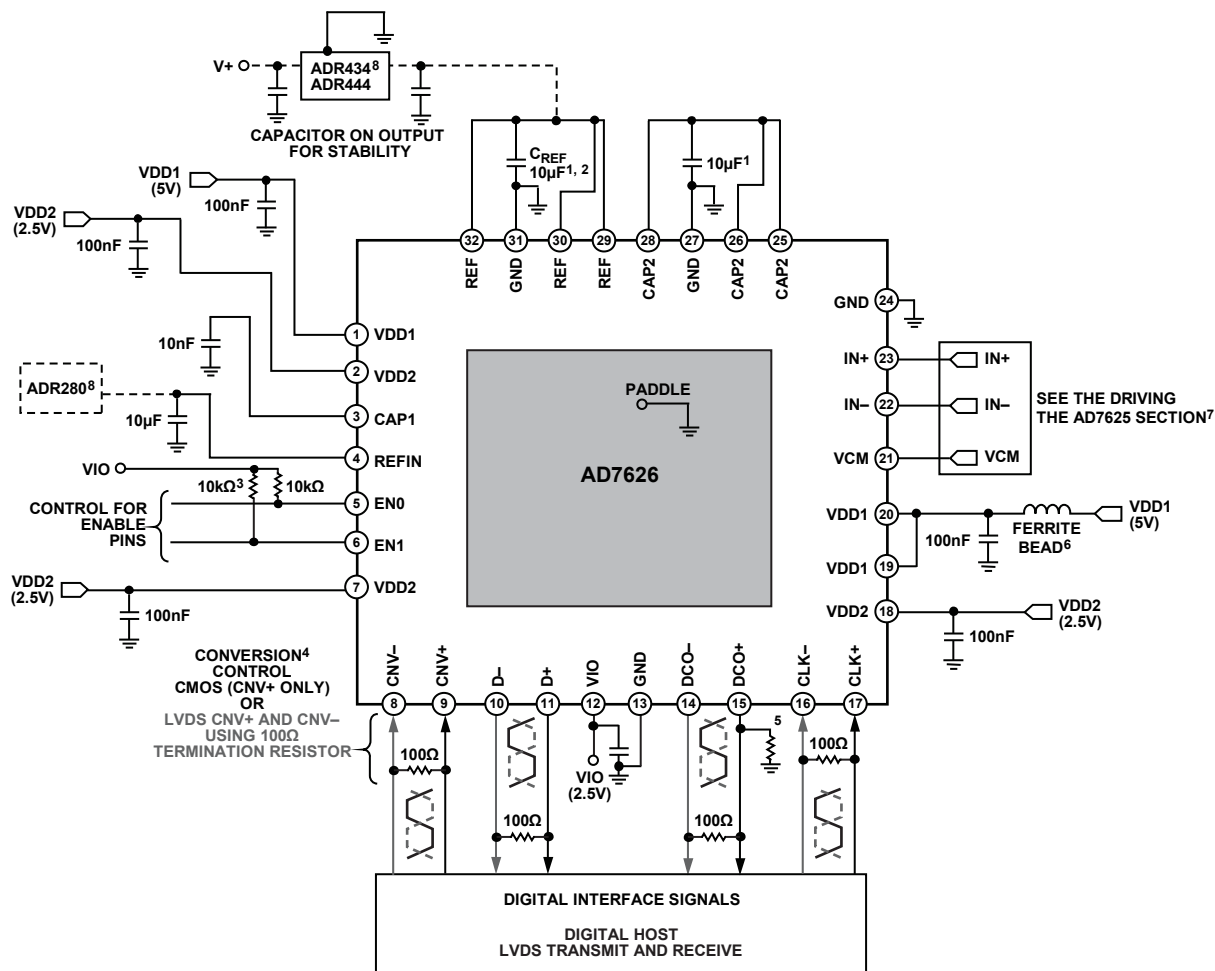 V+
ADR434⁸
ADR444
CAPACITOR ON OUTPUT
FOR STABILITY
VDD1
(5V)
100nF
VDD2
(2.5V)
100nF
C_REF
10µF¹,²
10µF¹
32
31
30
29
28
27
26
25
REF
GND
REF
REF
CAP2
GND
CAP2
CAP2
1
VDD1
2
VDD2
10nF
3
CAP1
ADR280⁸
10µF
4
REFIN
VIO
10kΩ³
10kΩ
5
EN0
CONTROL FOR
ENABLE
PINS
6
EN1
VDD2
(2.5V)
7
VDD2
100nF
PADDLE
AD7626
GND
24
IN+
23
IN+
IN–
22
IN–
VCM
21
VCM
SEE THE DRIVING
THE AD7625 SECTION⁷
VDD1
20
VDD1
19
100nF
FERRITE
BEAD⁶
VDD1
(5V)
VDD2
18
100nF
VDD2
(2.5V)
CONVERSION⁴
CONTROL
CMOS (CNV+ ONLY)
OR
LVDS CNV+ AND CNV–
USING 100Ω
TERMINATION RESISTOR
CNV–
CNV+
D–
D+
VIO
GND
DCO–
DCO+
CLK–
CLK+
8
9
10
11
12
13
14
15
16
17
5
100Ω
VIO
(2.5V)
100Ω
100Ω
100Ω
DIGITAL INTERFACE SIGNALS
DIGITAL HOST
LVDS TRANSMIT AND RECEIVE